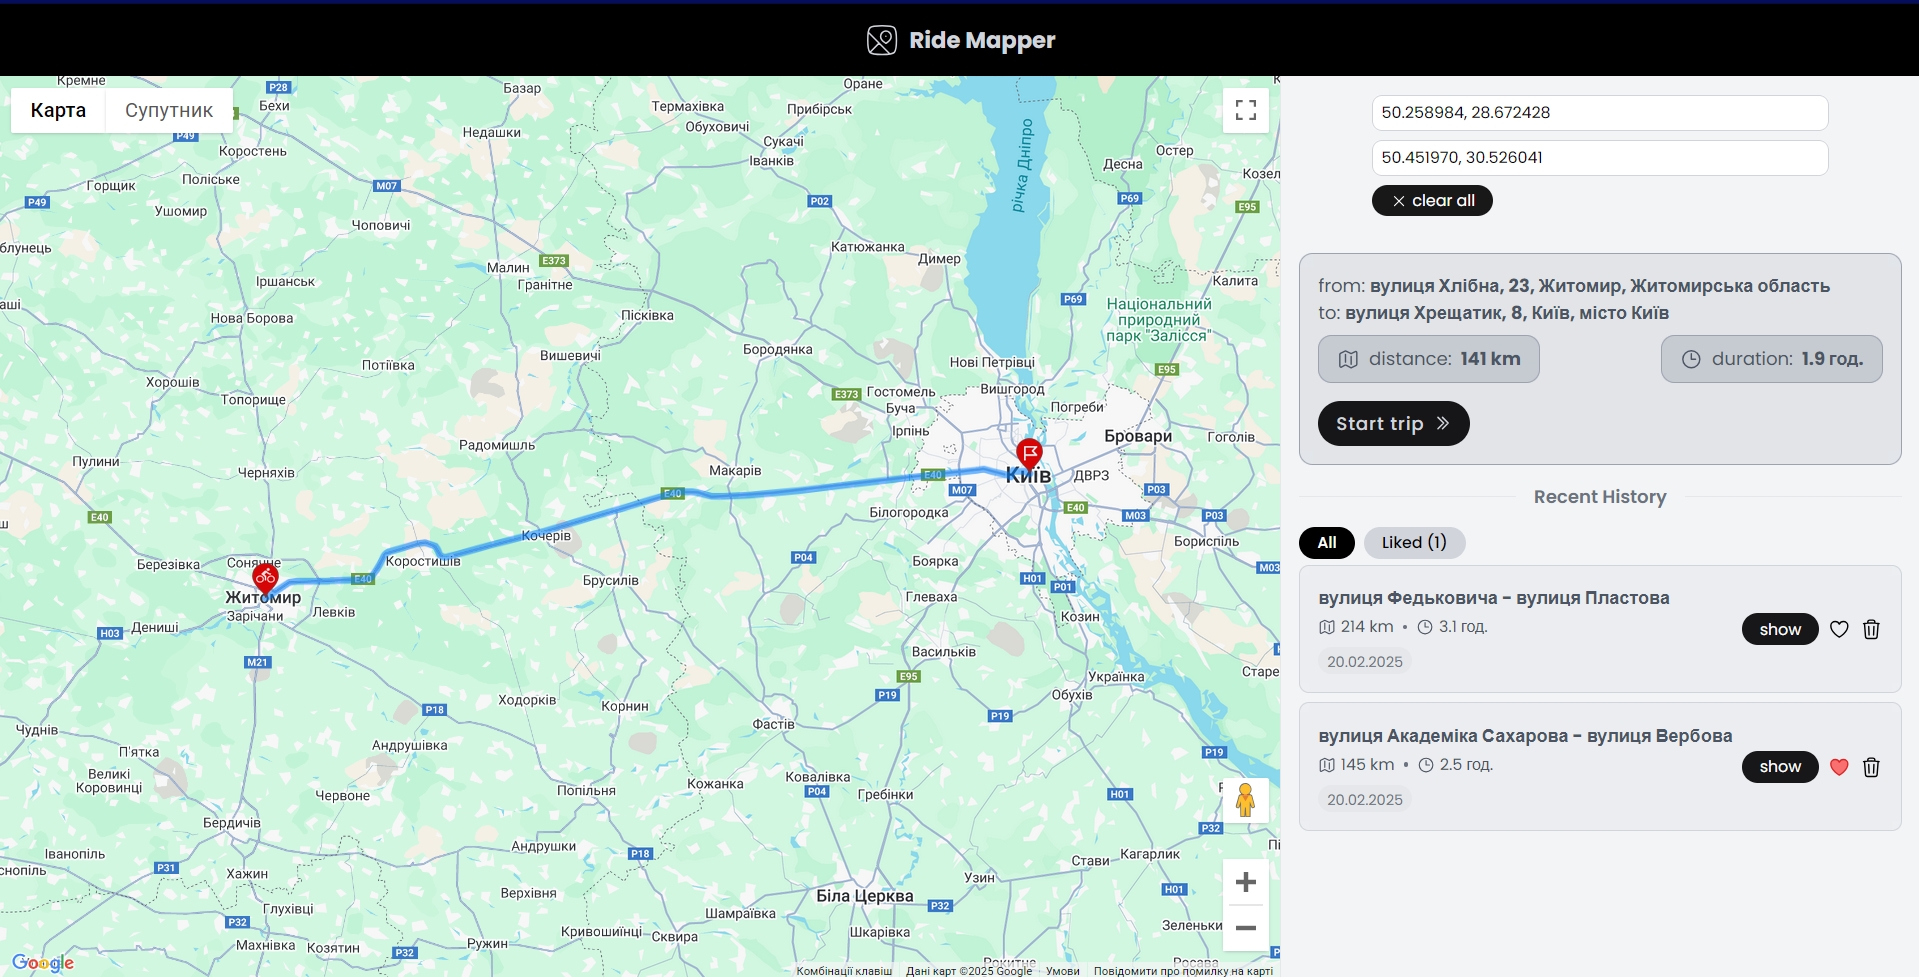 Ride Mapper
Карта
Супутник
50.258984, 28.672428
50.451970, 30.526041
clear all
from: вулиця Хлібна, 23, Житомир, Житомирська область
to: вулиця Хрещатик, 8, Київ, місто Київ
distance: 141 km
duration: 1.9 год.
Start trip
Recent History
All
Liked (1)
вулиця Федьковича - вулиця Пластова
214 km • 3.1 год.
20.02.2025
show
вулиця Академіка Сахарова - вулиця Вербова
145 km • 2.5 год.
20.02.2025
show
Кремне
P28
Бехи
Базар
Оране
Термахівка
Прибірськ
P49
Обуховичі
Недашки
Сукачі
Іванків
Коростень
річка Дніпро
Десна
Остер
Козел
Горщик
Поліське
M07
P49
Ушомир
P02
P69
E95
Чоповичі
Катюжанка
Димер
Малин
E373
Гранітне
Іршанськ
Калита
P69
Нова Борова
Пісківка
Національний
природний
парк "Залісся"
Вишевичі
Бородянка
Нові Петрівці
Потіївка
E95
Хорошів
Топорище
E373
Гостомель
Буча
Вишгород
Погреби
Ірпінь
Бровари
Гоголів
Радомишль
Пулини
Черняхів
Макарів
E40
Київ
ДВРЗ
M07
P03
E40
E40
E40
Білогородка
M03
P03
Кочерів
Бориспіль
Березівка
Сонячне
Коростишів
P04
Боярка
M03
E40
Брусилів
H01
P01
Житомир
Зарічани
Левків
Глеваха
Козин
H03
Дениші
M21
Васильків
E95
Українка
Старе
P19
Обухів
Ходорків
Корнин
P18
P19
Фастів
Чуднів
П'ятка
Андрушівка
P19
Великі
Коровинці
Червоне
Кожанка
Ковалівка
P04
Попільня
Гребінки
H01
Бердичів
P32
Іванопіль
Андрушки
P18
Стави
Кагарлик
P31
Хажин
Узин
Верхівня
H01
Біла Церква
P32
Глухівці
P32
Шамраївка
Махнівка
Козятин
P32
Ружин
Кривошиїнці
Сквира
Шкарівка
Зеленьки
Рокитне
Росава
Google
Комбінації клавіш
Дані карт ©2025 Google
Умови
Повідомити про помилку на карті